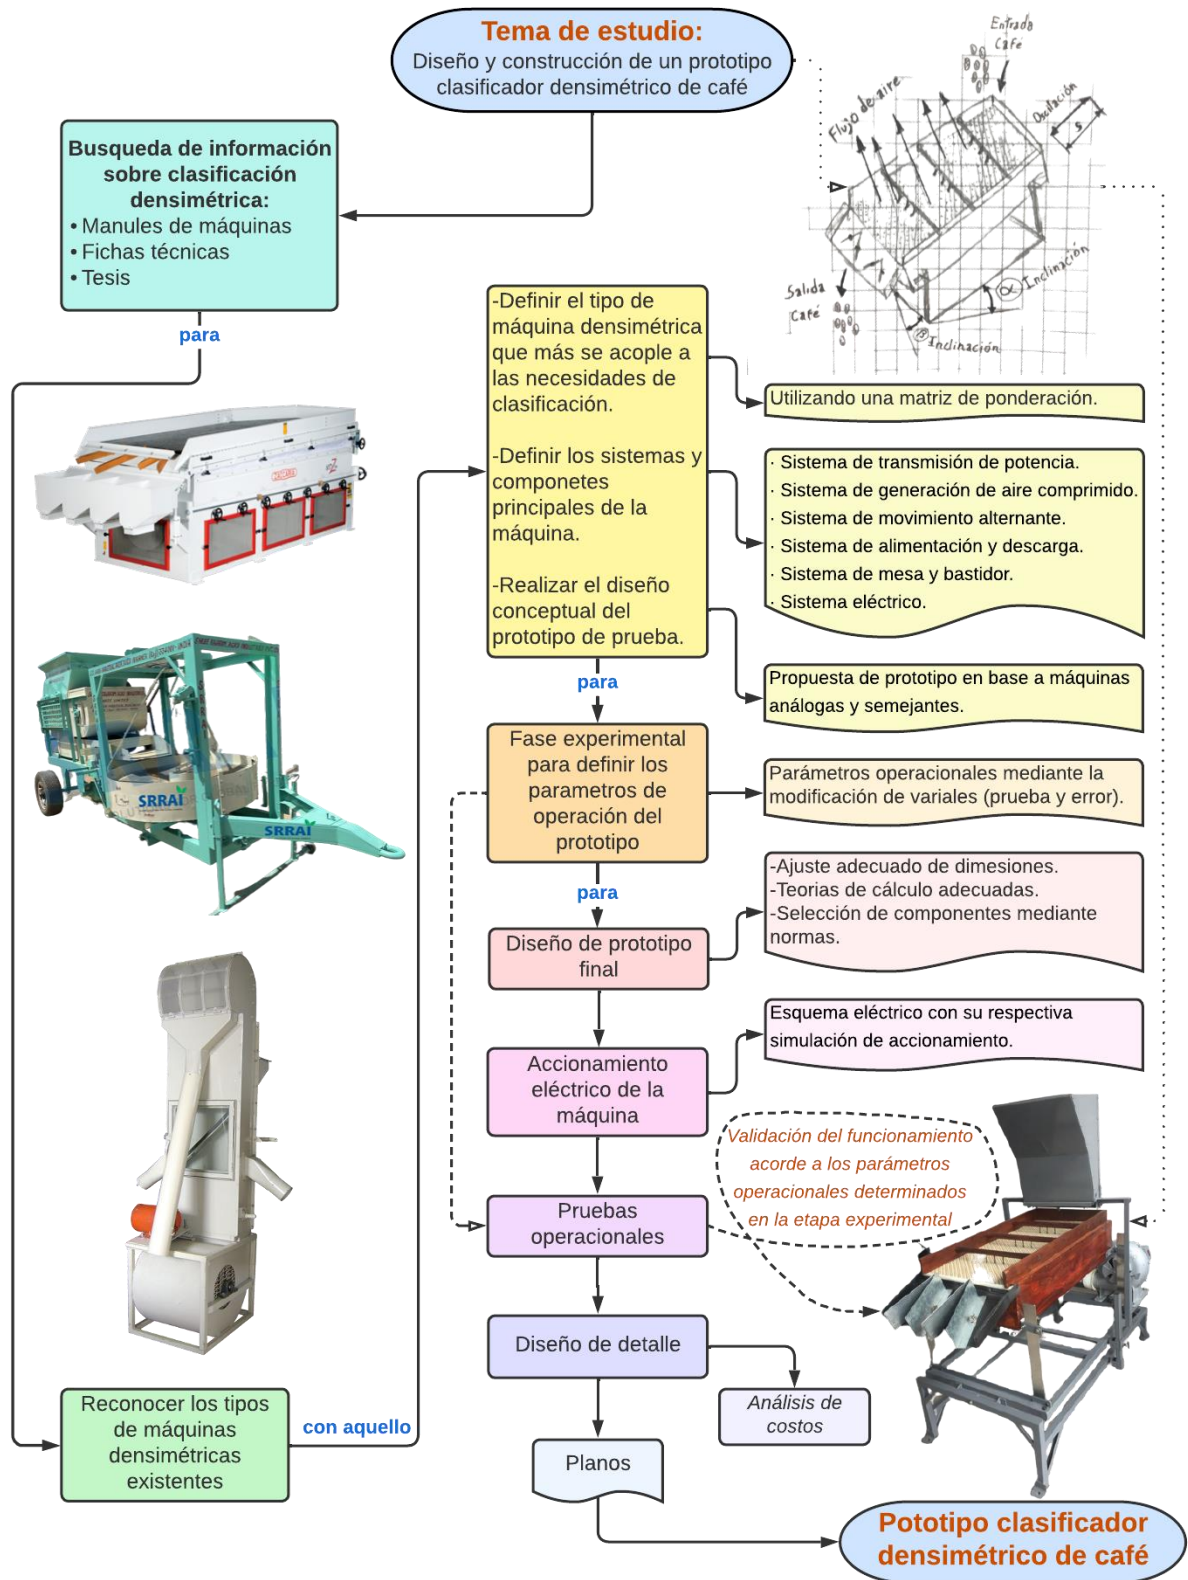 Tema de estudio:
Diseño y construcción de un prototipo
clasificador densimétrico de café
Entrada
Café
Flujo de aire
Oscilación
S
Salida
Café
α Inclinación
β Inclinación
Busqueda de información
sobre clasificación
densimétrica:
• Manules de máquinas
• Fichas técnicas
• Tesis
para
-Definir el tipo de
máquina densimétrica
que más se acople a
las necesidades de
clasificación.
-Definir los sistemas y
componetes
principales de la
máquina.
-Realizar el diseño
conceptual del
prototipo de prueba.
Utilizando una matriz de ponderación.
· Sistema de transmisión de potencia.
· Sistema de generación de aire comprimido.
· Sistema de movimiento alternante.
· Sistema de alimentación y descarga.
· Sistema de mesa y bastidor.
· Sistema eléctrico.
Propuesta de prototipo en base a máquinas
análogas y semejantes.
ZACCARIA
SRRAI
SRRAI
para
Fase experimental
para definir los
parametros de
operación del
prototipo
Parámetros operacionales mediante la
modificación de variales (prueba y error).
para
Diseño de prototipo
final
-Ajuste adecuado de dimesiones.
-Teorias de cálculo adecuadas.
-Selección de componentes mediante
normas.
Accionamiento
eléctrico de la
máquina
Esquema eléctrico con su respectiva
simulación de accionamiento.
Validación del funcionamiento
acorde a los parámetros
operacionales determinados
en la etapa experimental
Pruebas
operacionales
Diseño de detalle
Análisis de
costos
Reconocer los tipos
de máquinas
densimétricas
existentes
con aquello
Planos
Pototipo clasificador
densimétrico de café